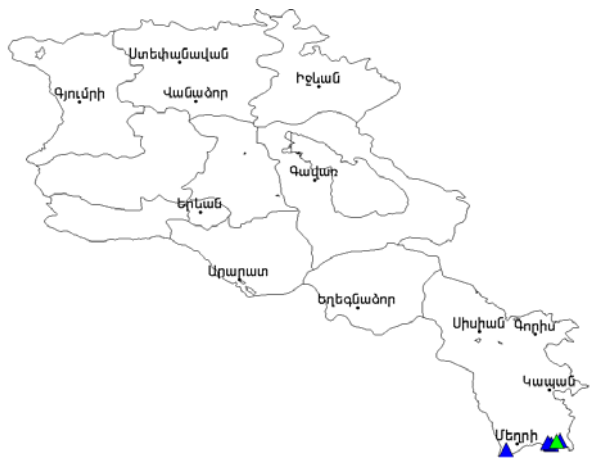 Ստեփանավան
Իջևան
Գյումրի
Վանաձոր
Գավառ
Երևան
Արարատ
Եղեգնաձոր
Սիսիան
Գորիս
Կապան
Մեղրի